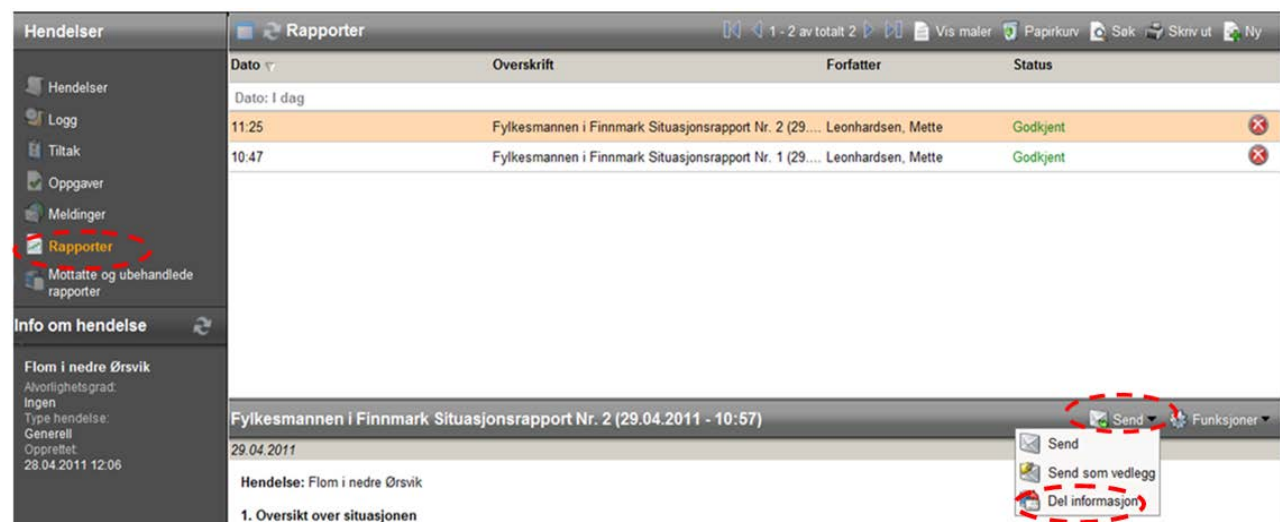 Hendelser
Hendelser
Logg
Tiltak
Oppgaver
Meldinger
Rapporter
Mottatte og ubehandlede
rapporter
Info om hendelse
Flom i nedre Ørsvik
Alvorlighetsgrad:
Ingen
Type hendelse:
Generell
Opprettet:
28.04.2011 12:06
Rapporter 1 - 2 av totalt 2 Vis maler Papirkurv Søk Skriv ut Ny
Dato Overskrift Forfatter Status
Dato: I dag
11:25 Fylkesmannen i Finnmark Situasjonsrapport Nr. 2 (29.... Leonhardsen, Mette Godkjent
10:47 Fylkesmannen i Finnmark Situasjonsrapport Nr. 1 (29.... Leonhardsen, Mette Godkjent
Fylkesmannen i Finnmark Situasjonsrapport Nr. 2 (29.04.2011 - 10:57) Send Funksjoner
Send
Send som vedlegg
Del informasjon
29.04.2011
Hendelse: Flom i nedre Ørsvik
1. Oversikt over situasjonen